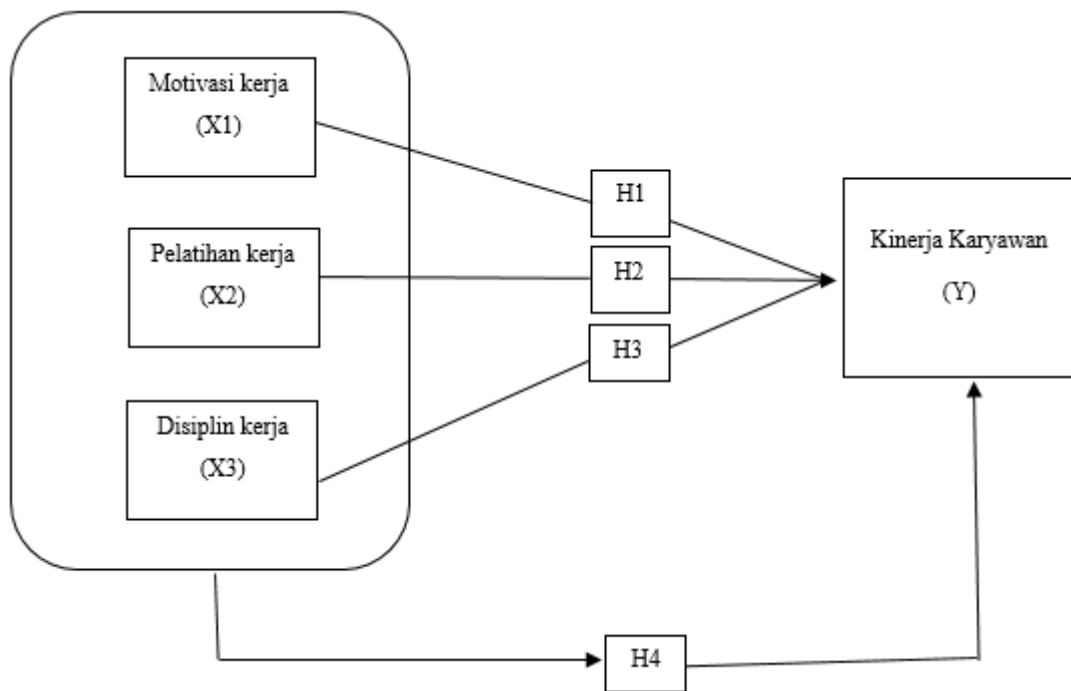 Motivasi kerja
(X1)
H1
Pelatihan kerja
(X2)
H2
Kinerja Karyawan
(Y)
H3
Disiplin kerja
(X3)
H4